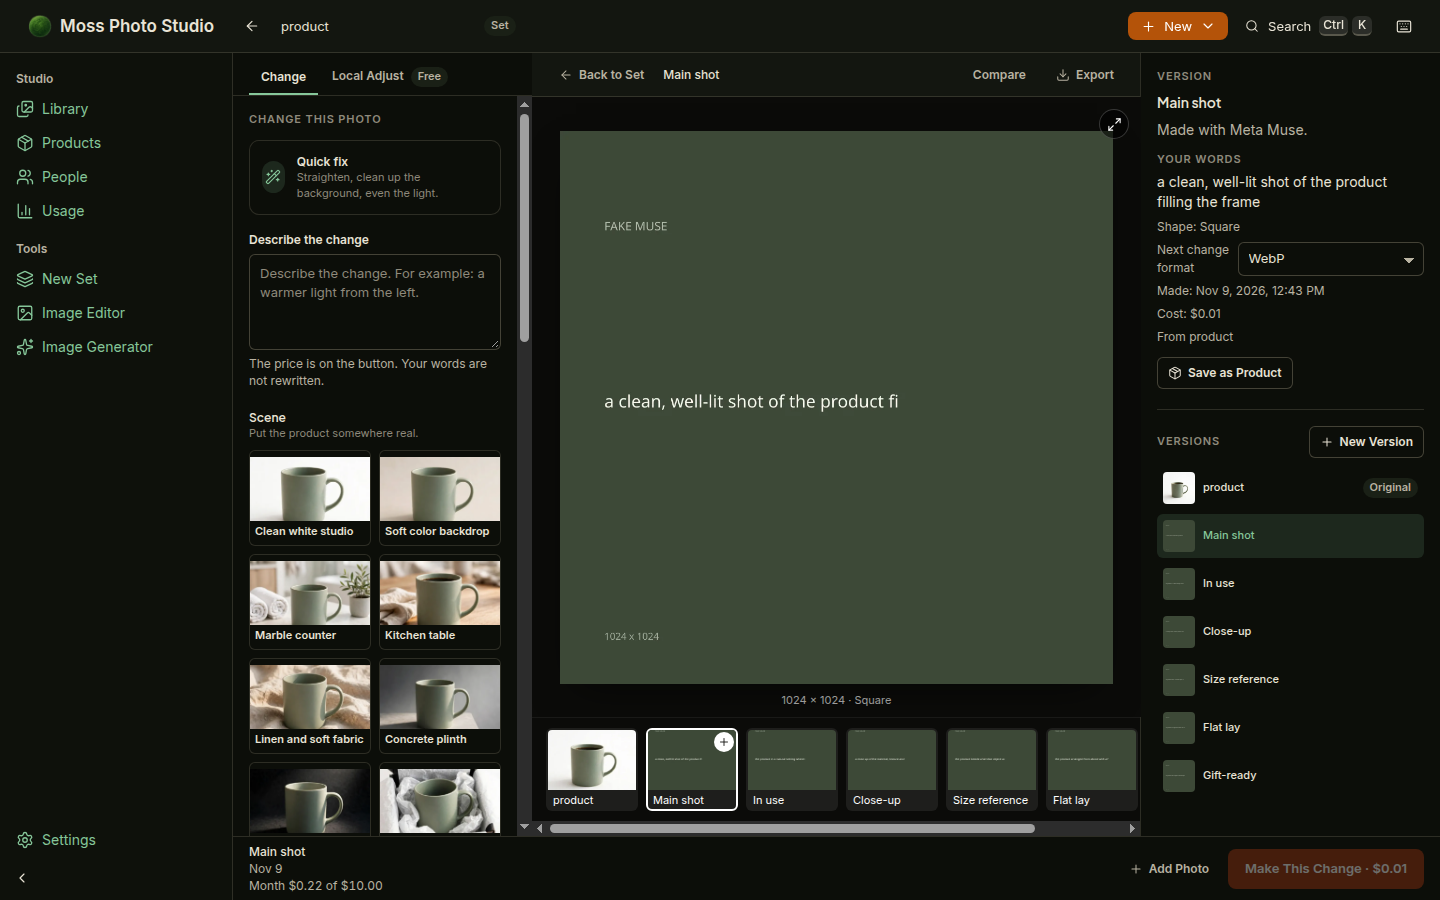 Moss Photo Studio
product
Set
New
Search
Ctrl
K
Studio
Library
Products
People
Usage
Tools
New Set
Image Editor
Image Generator
Settings
Change
Local Adjust
Free
CHANGE THIS PHOTO
Quick fix
Straighten, clean up the
background, even the light.
Describe the change
Describe the change. For example: a
warmer light from the left.
The price is on the button. Your words are
not rewritten.
Scene
Put the product somewhere real.
Clean white studio
Soft color backdrop
Marble counter
Kitchen table
Linen and soft fabric
Concrete plinth
Back to Set
Main shot
Compare
Export
FAKE MUSE
a clean, well-lit shot of the product fi
1024 x 1024
1024 × 1024 · Square
product
Main shot
In use
Close-up
Size reference
Flat lay
VERSION
Main shot
Made with Meta Muse.
YOUR WORDS
a clean, well-lit shot of the product
filling the frame
Shape: Square
Next change
format
WebP
Made: Nov 9, 2026, 12:43 PM
Cost: $0.01
From product
Save as Product
VERSIONS
New Version
product
Original
Main shot
In use
Close-up
Size reference
Flat lay
Gift-ready
Main shot
Nov 9
Month $0.22 of $10.00
Add Photo
Make This Change · $0.01